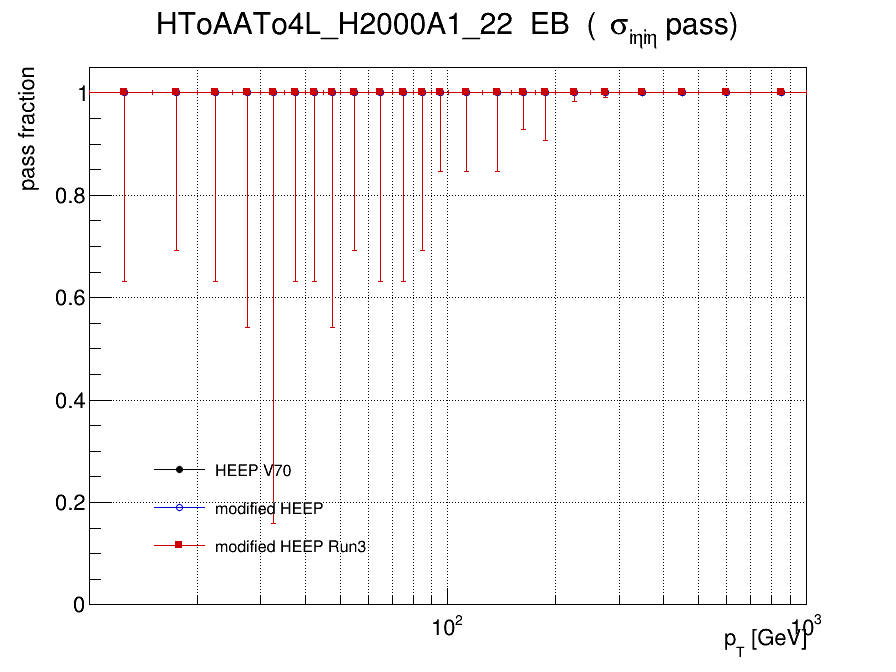 HToAATo4L_H2000A1_22 EB ( σiηiη pass)
pass fraction
1
0.8
0.6
0.4
0.2
0
HEEP V70
modified HEEP
modified HEEP Run3
10²
10³
pT [GeV]